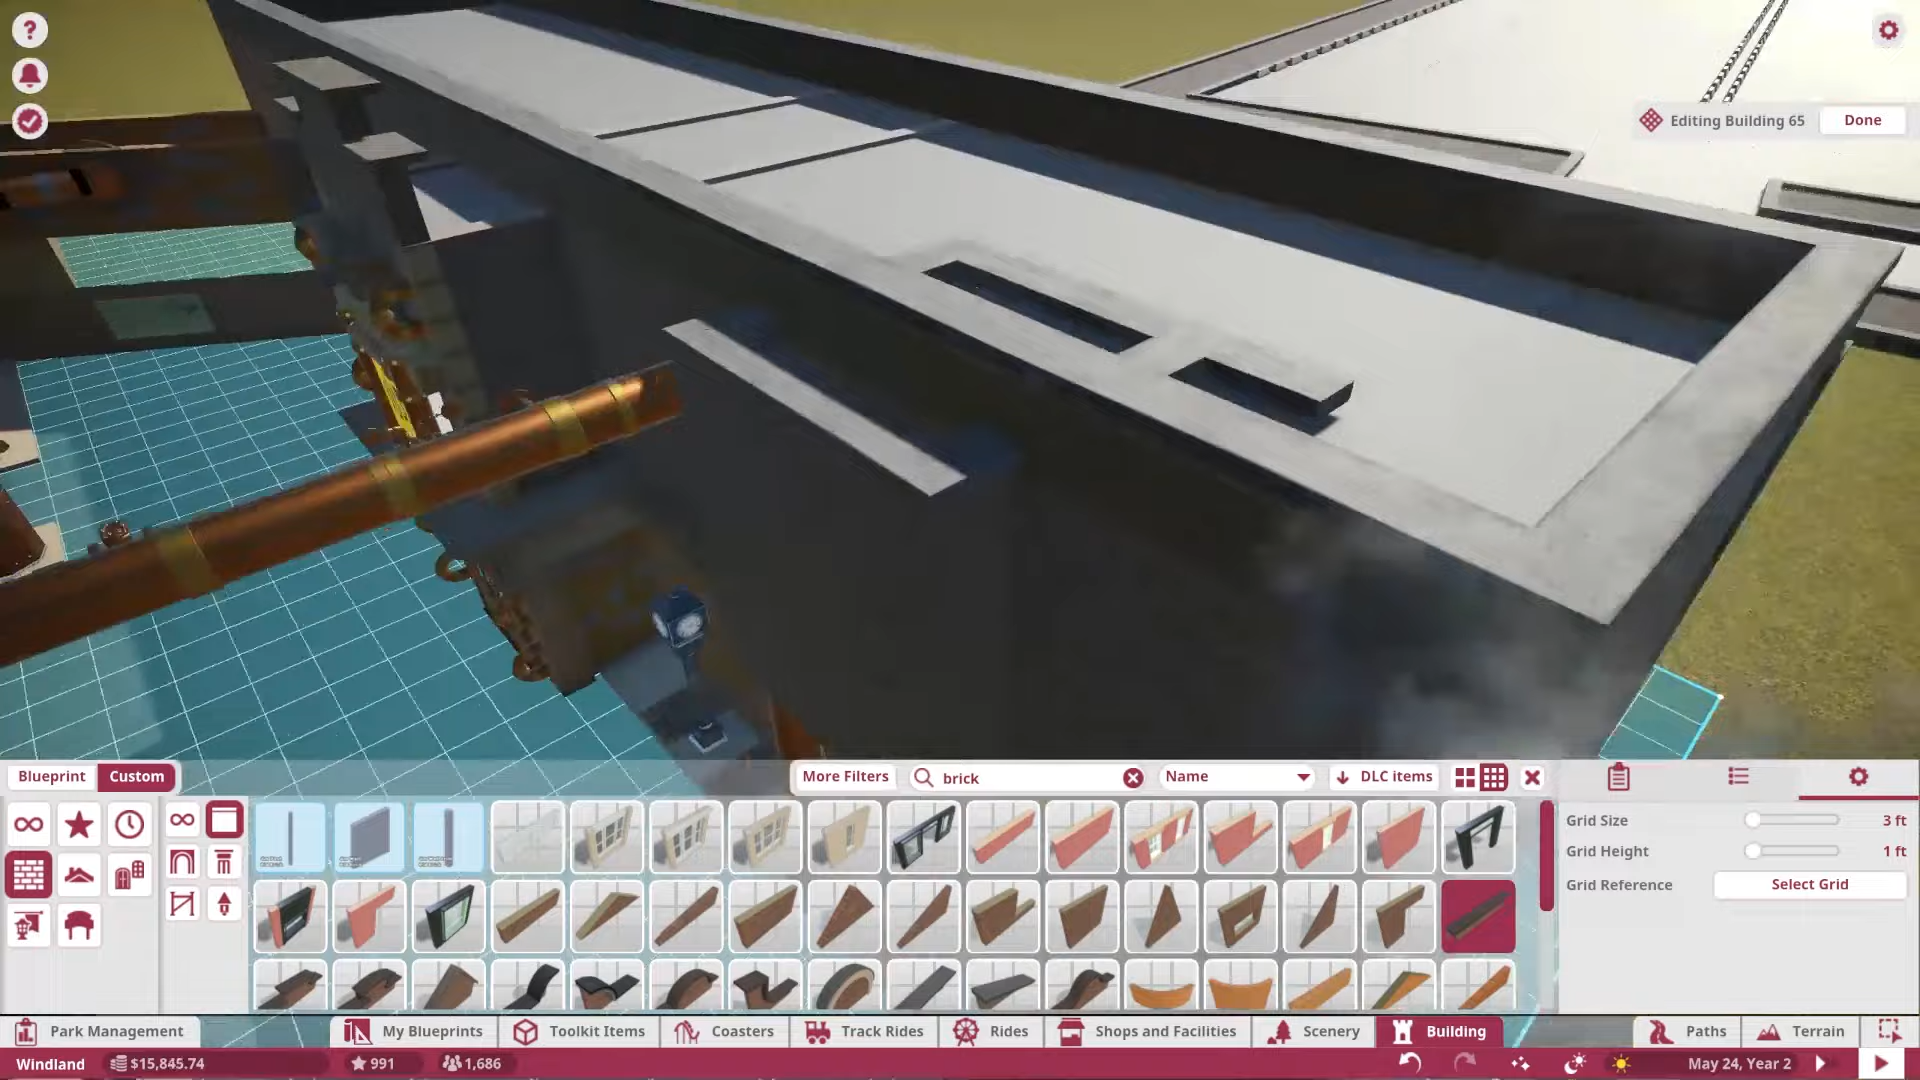 ?
Editing Building 65
Done
Blueprint
Custom
More Filters
brick
Name
DLC items
Grid Size
3 ft
Grid Height
1 ft
Grid Reference
Select Grid
Park Management
My Blueprints
Toolkit Items
Coasters
Track Rides
Rides
Shops and Facilities
Scenery
Building
Paths
Terrain
Windland
$15,845.74
991
1,686
May 24, Year 2